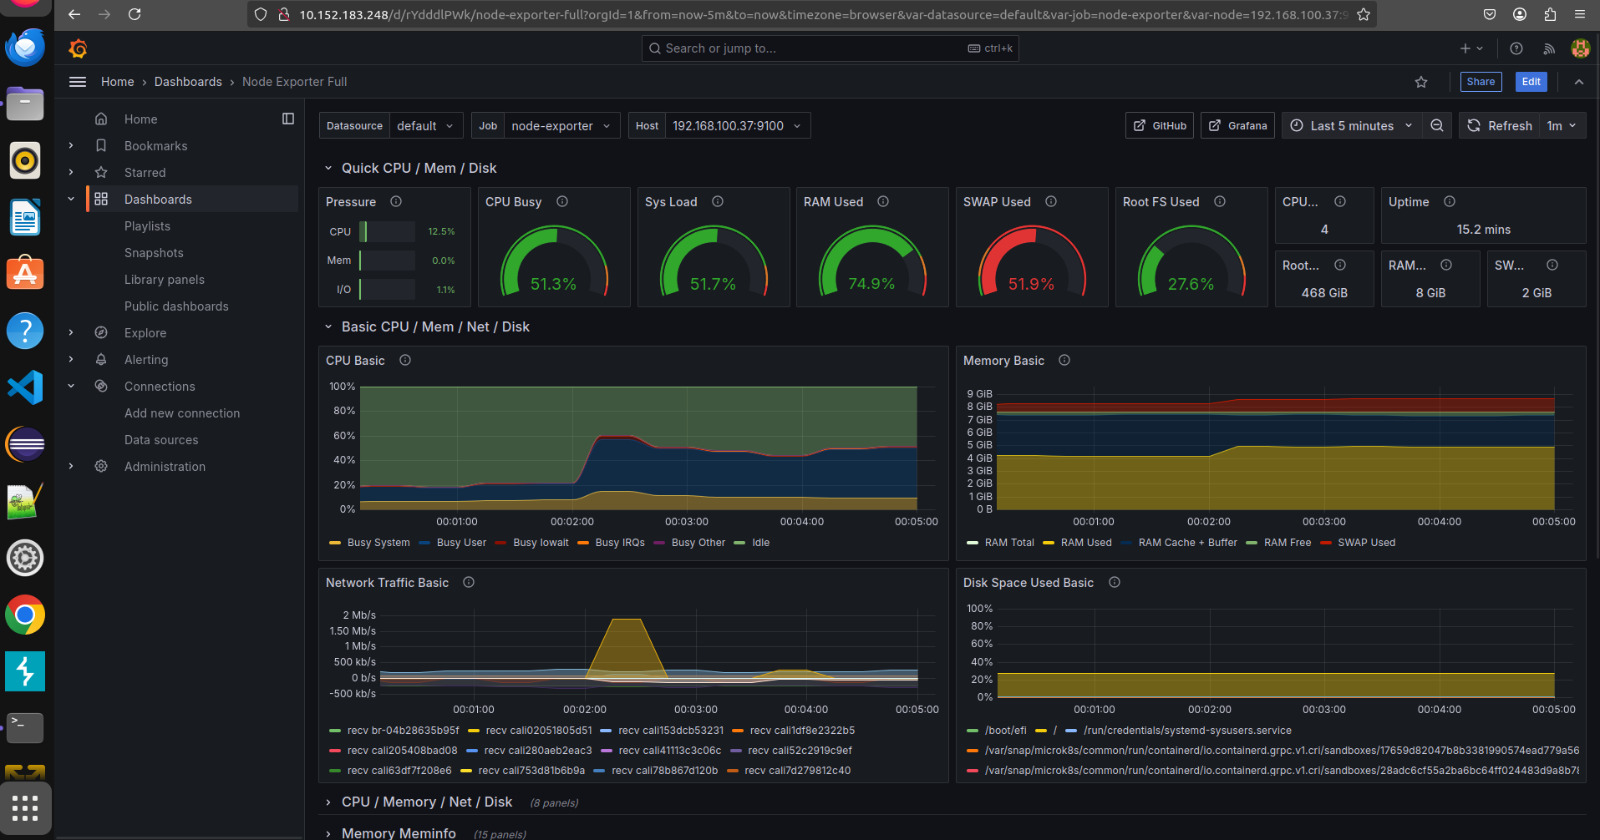 10.152.183.248/d/rYdddlPWk/node-exporter-full?orgId=1&from=now-5m&to=now&timezone=browser&var-datasource=default&var-job=node-exporter&var-node=192.168.100.37:9
Search or jump to... ctrl+k
Home › Dashboards › Node Exporter Full
Share Edit
Home
Bookmarks
Starred
Dashboards
Playlists
Snapshots
Library panels
Public dashboards
Explore
Alerting
Connections
Add new connection
Data sources
Administration
Datasource default Job node-exporter Host 192.168.100.37:9100
GitHub Grafana Last 5 minutes Refresh 1m
Quick CPU / Mem / Disk
Pressure
CPU 12.5%
Mem 0.0%
I/O 1.1%
CPU Busy
51.3%
Sys Load
51.7%
RAM Used
74.9%
SWAP Used
51.9%
Root FS Used
27.6%
CPU...
4
Uptime
15.2 mins
Root...
468 GiB
RAM...
8 GiB
SW...
2 GiB
Basic CPU / Mem / Net / Disk
CPU Basic
100%
80%
60%
40%
20%
0%
00:01:00 00:02:00 00:03:00 00:04:00 00:05:00
Busy System Busy User Busy Iowait Busy IRQs Busy Other Idle
Memory Basic
9 GiB
8 GiB
7 GiB
6 GiB
5 GiB
4 GiB
3 GiB
2 GiB
1 GiB
0 B
00:01:00 00:02:00 00:03:00 00:04:00 00:05:00
RAM Total RAM Used RAM Cache + Buffer RAM Free SWAP Used
Network Traffic Basic
2 Mb/s
1.50 Mb/s
1 Mb/s
500 kb/s
0 b/s
-500 kb/s
00:01:00 00:02:00 00:03:00 00:04:00 00:05:00
recv br-04b28635b95f recv cali02051805d51 recv cali153dcb53231 recv cali1df8e2322b5
recv cali205408bad08 recv cali280aeb2eac3 recv cali41113c3c06c recv cali52c2919c9ef
recv cali63df7f208e6 recv cali753d81b6b9a recv cali78b867d120b recv cali7d279812c40
Disk Space Used Basic
100%
80%
60%
40%
20%
0%
00:01:00 00:02:00 00:03:00 00:04:00 00:05:00
/boot/efi / /run/credentials/systemd-sysusers.service
/var/snap/microk8s/common/run/containerd/io.containerd.grpc.v1.cri/sandboxes/17659d82047b8b3381990574ead779a56
/var/snap/microk8s/common/run/containerd/io.containerd.grpc.v1.cri/sandboxes/28adc6cf55a2ba6bc64ff024483d9a8b78
CPU / Memory / Net / Disk (8 panels)
Memory Meminfo (15 panels)